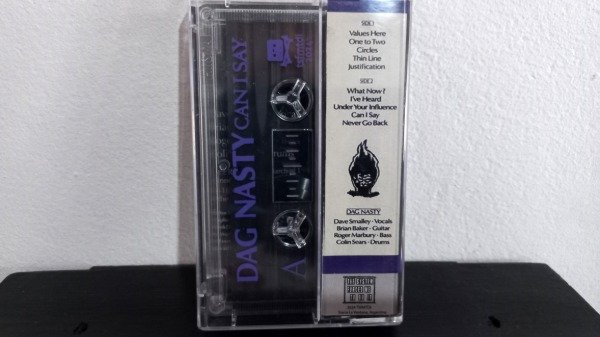 DAG NASTY CAN I SAY
A
SIDE 1
Values Here
One to Two
Circles
Thin Line
Justification
SIDE 2
What Now?
I've Heard
Under Your Influence
Can I Say
Never Go Back
DAG NASTY
Dave Smalley - Vocals
Brian Baker - Guitar
Roger Marbury - Bass
Colin Sears - Drums